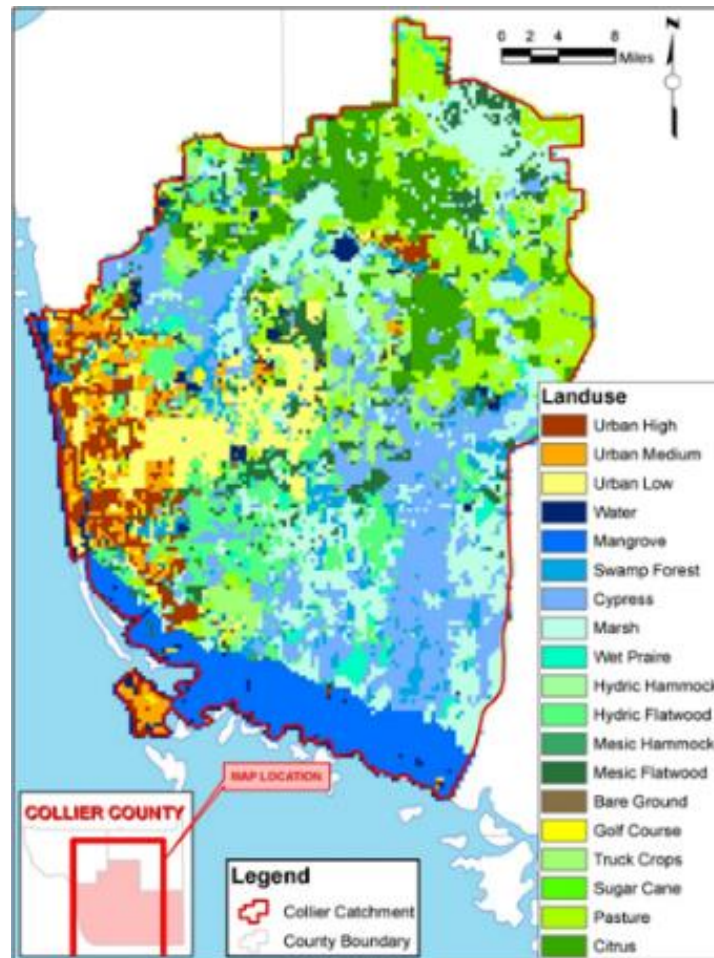 N
0 2 4 8
Miles
Landuse
Urban High
Urban Medium
Urban Low
Water
Mangrove
Swamp Forest
Cypress
Marsh
Wet Praire
Hydric Hammock
Hydric Flatwood
Mesic Hammock
Mesic Flatwood
Bare Ground
Golf Course
Truck Crops
Sugar Cane
Pasture
Citrus
MAP LOCATION
COLLIER COUNTY
Legend
Collier Catchment
County Boundary